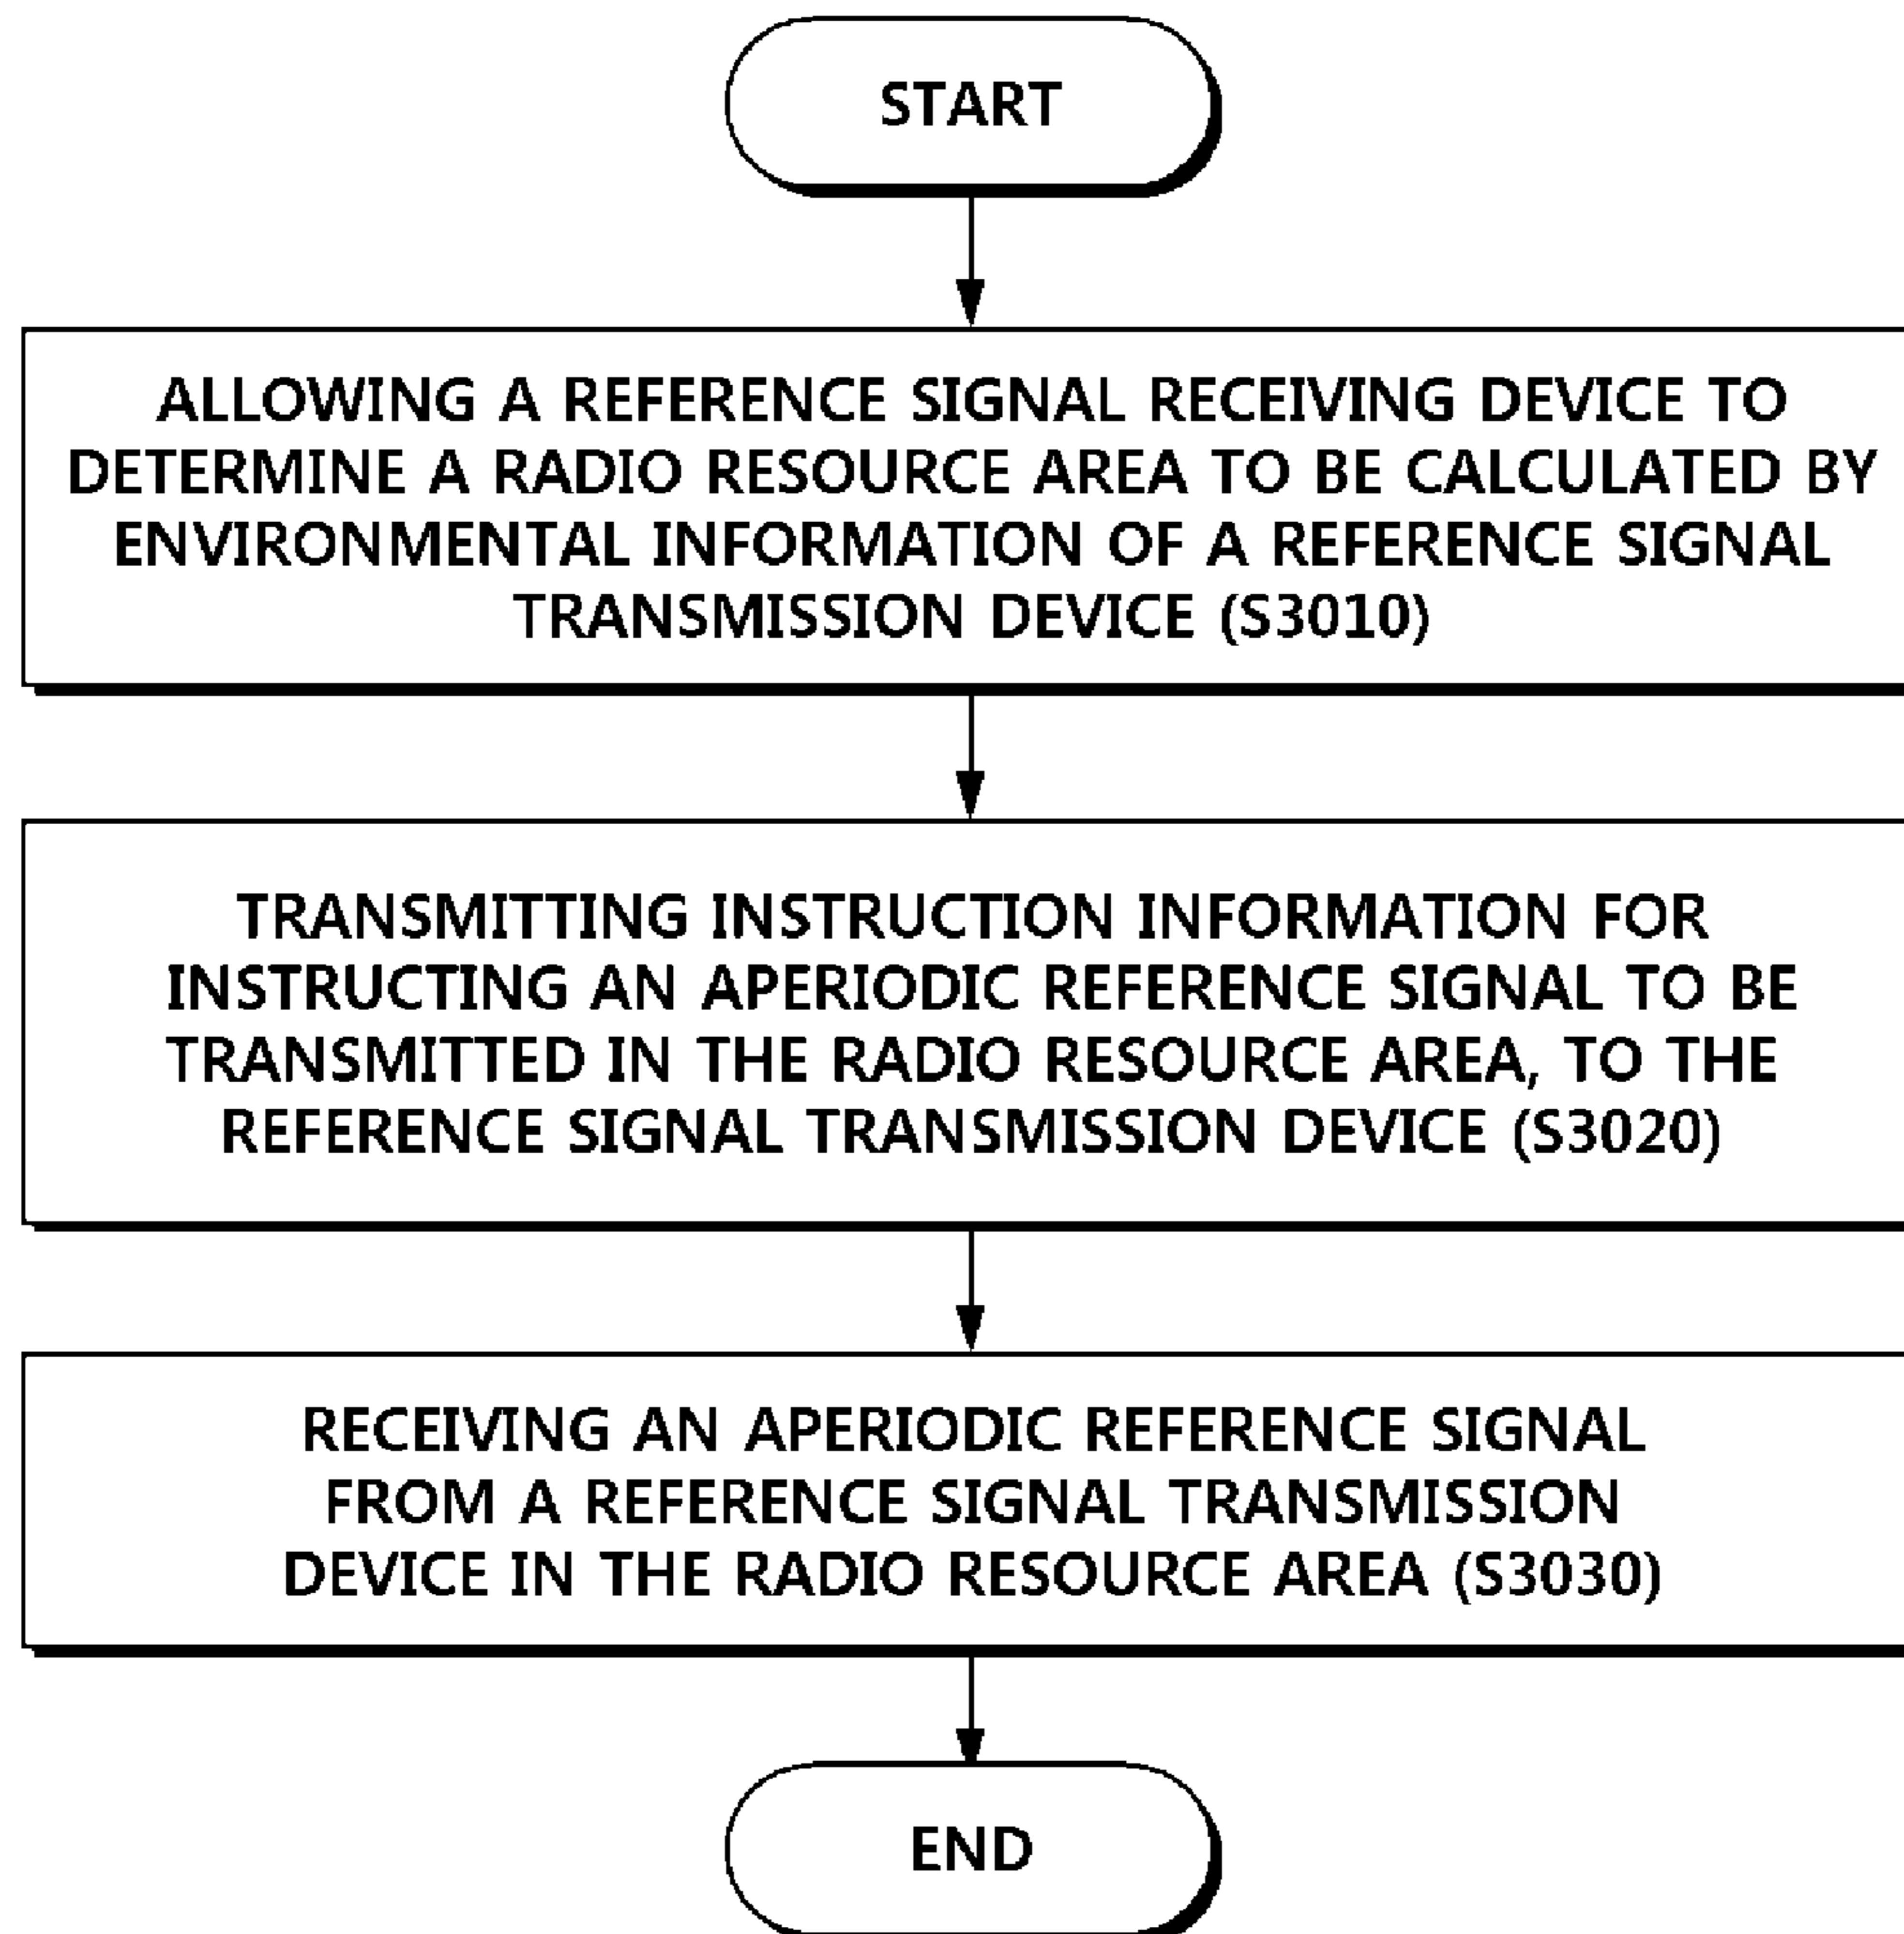 START
ALLOWING A REFERENCE SIGNAL RECEIVING DEVICE TO
DETERMINE A RADIO RESOURCE AREA TO BE CALCULATED BY
ENVIRONMENTAL INFORMATION OF A REFERENCE SIGNAL
TRANSMISSION DEVICE (S3010)
TRANSMITTING INSTRUCTION INFORMATION FOR
INSTRUCTING AN APERIODIC REFERENCE SIGNAL TO BE
TRANSMITTED IN THE RADIO RESOURCE AREA, TO THE
REFERENCE SIGNAL TRANSMISSION DEVICE (S3020)
RECEIVING AN APERIODIC REFERENCE SIGNAL
FROM A REFERENCE SIGNAL TRANSMISSION
DEVICE IN THE RADIO RESOURCE AREA (S3030)
END